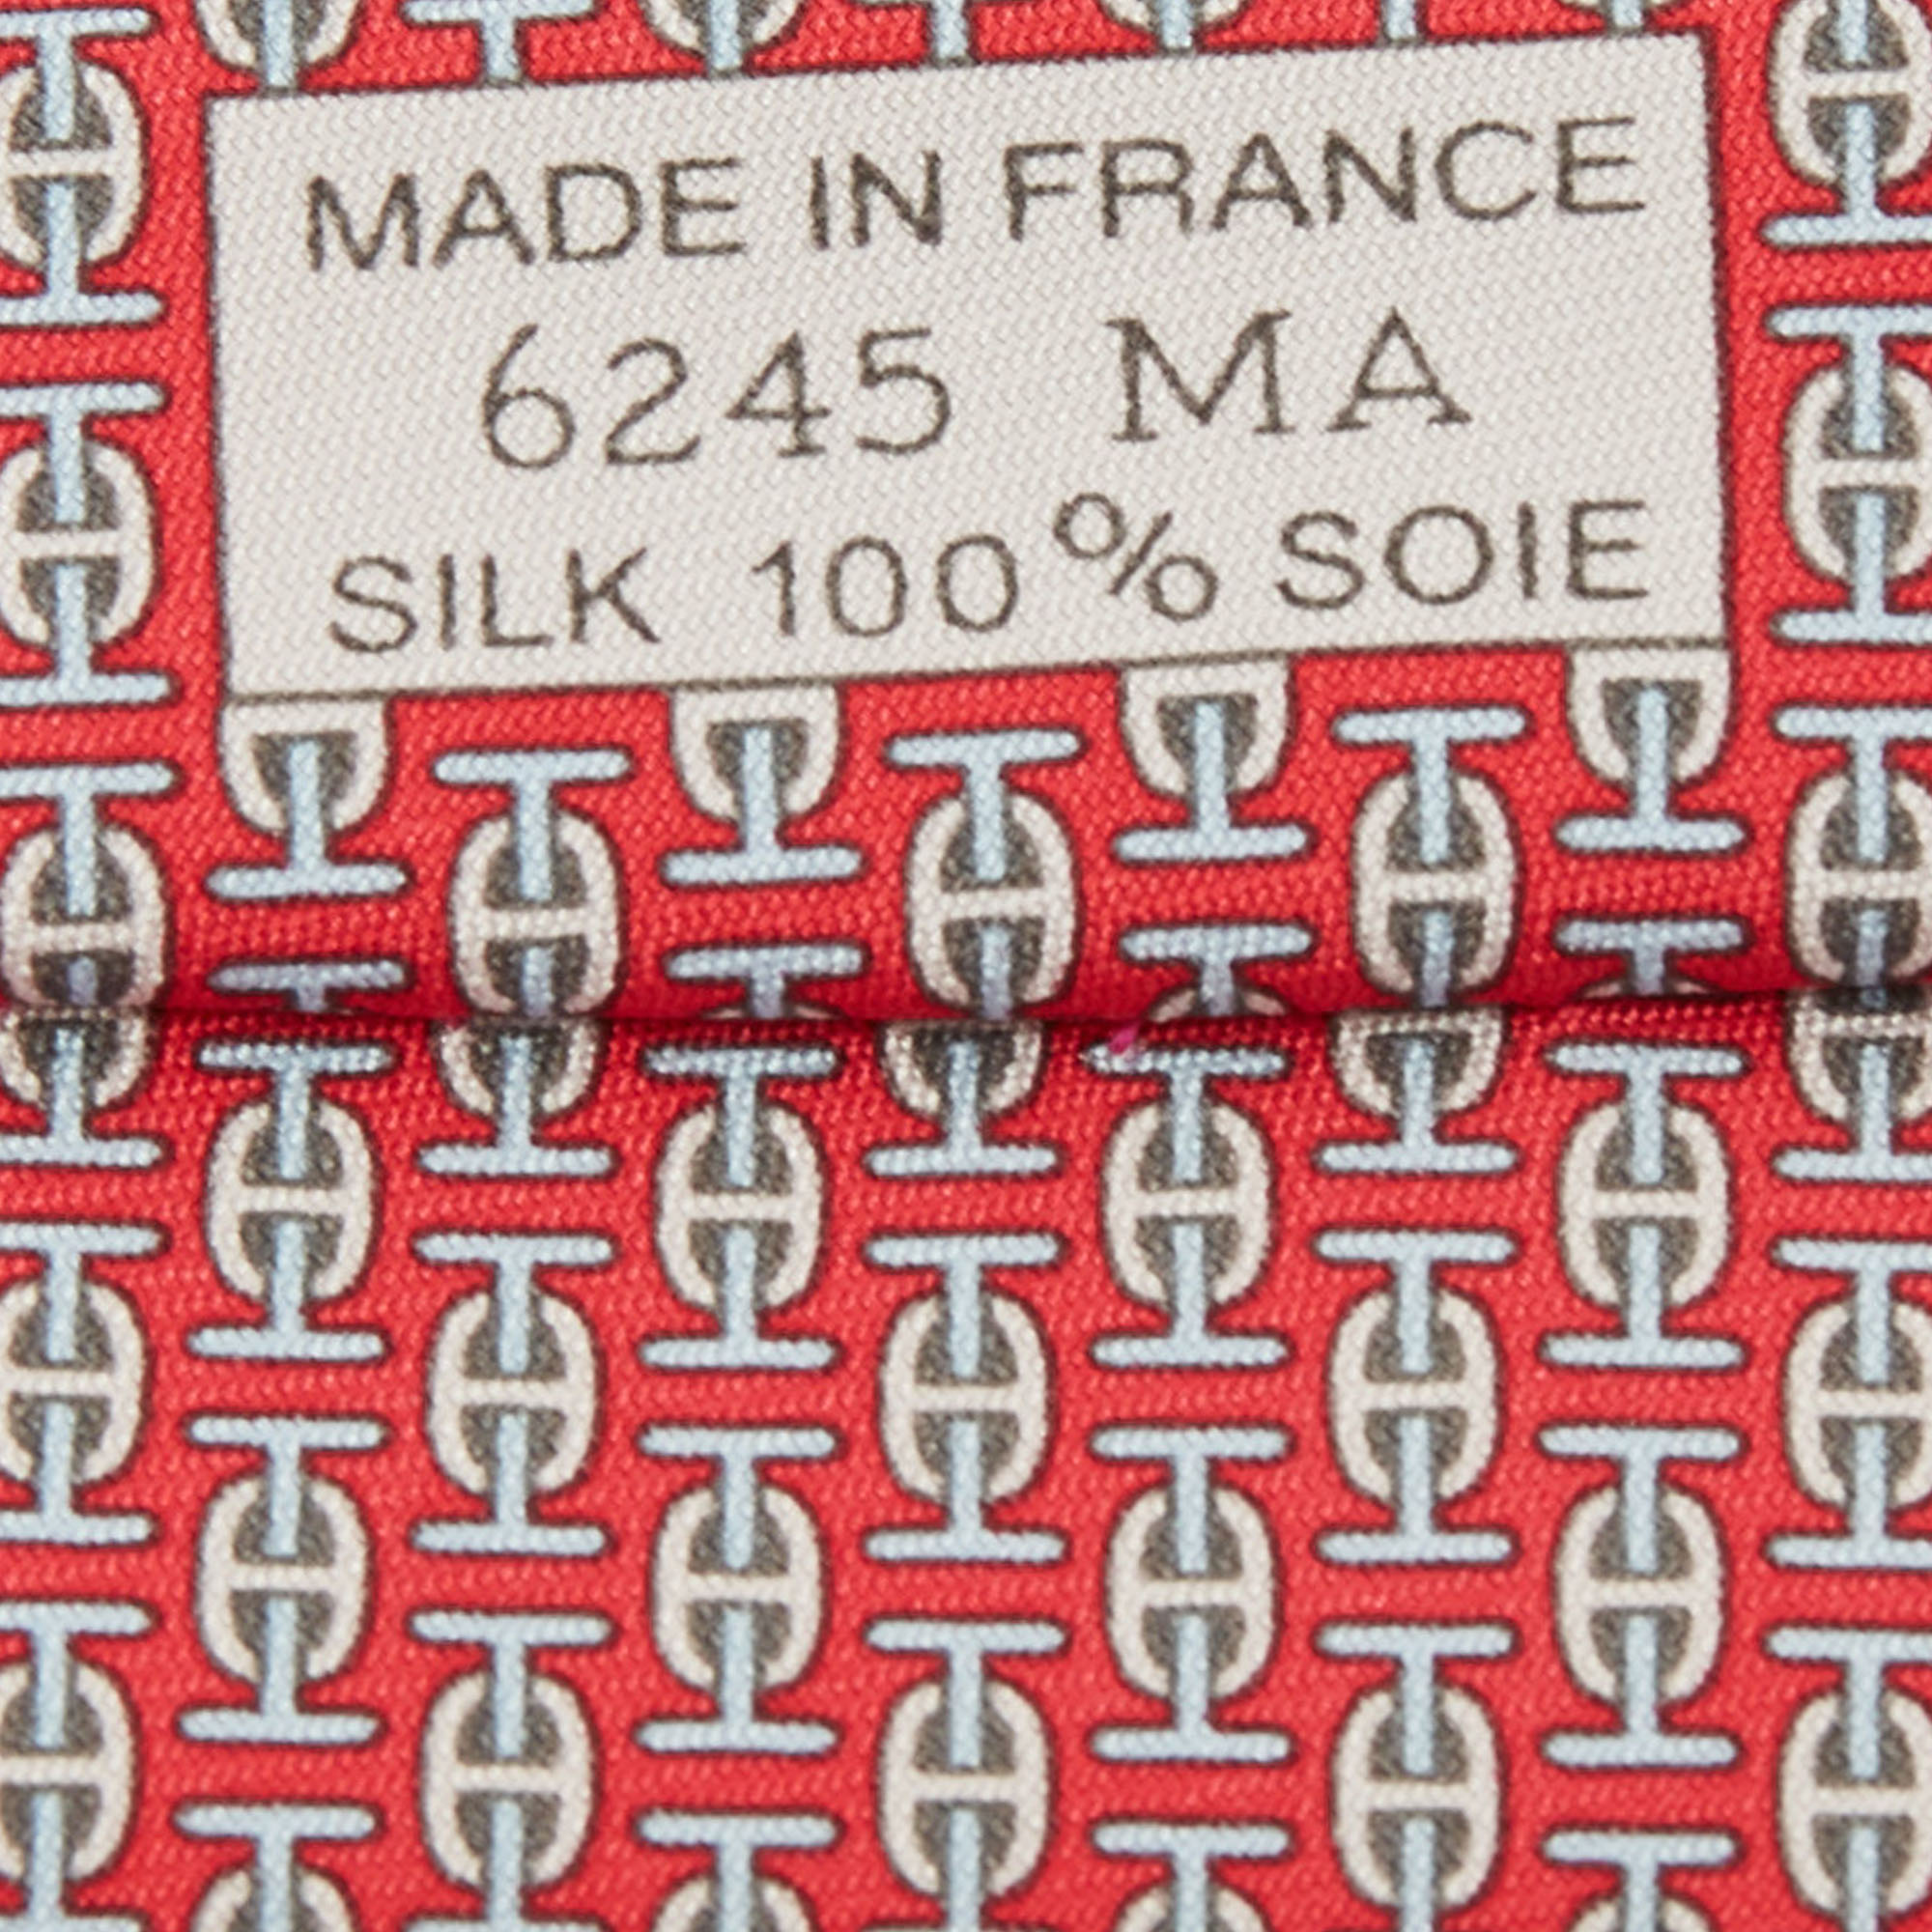 MADE IN FRANCE
6245 MA
SILK 100% SOIE